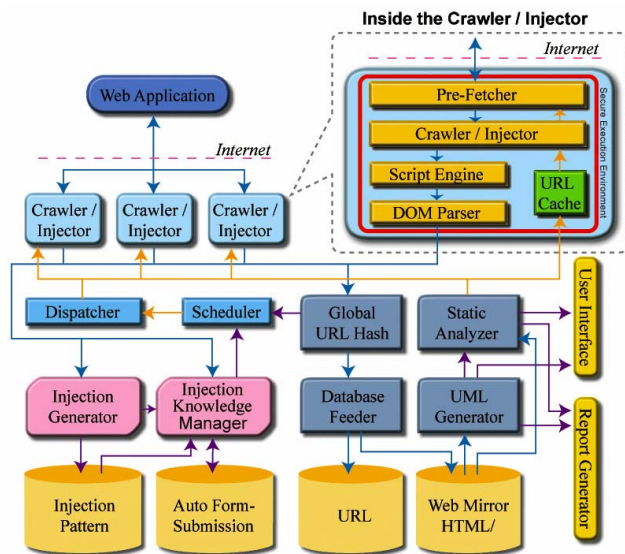 Inside the Crawler / Injector
Internet
Web Application
Pre-Fetcher
Crawler / Injector
Secure Execution Environment
Internet
Script Engine
URL
Cache
DOM Parser
Crawler /
Injector
Crawler /
Injector
Crawler /
Injector
Dispatcher
Scheduler
Global
URL Hash
Static
Analyzer
User Interface
Injection
Generator
Injection
Knowledge
Manager
Database
Feeder
UML
Generator
Report Generator
Injection
Pattern
Auto Form-
Submission
URL
Web Mirror
HTML/